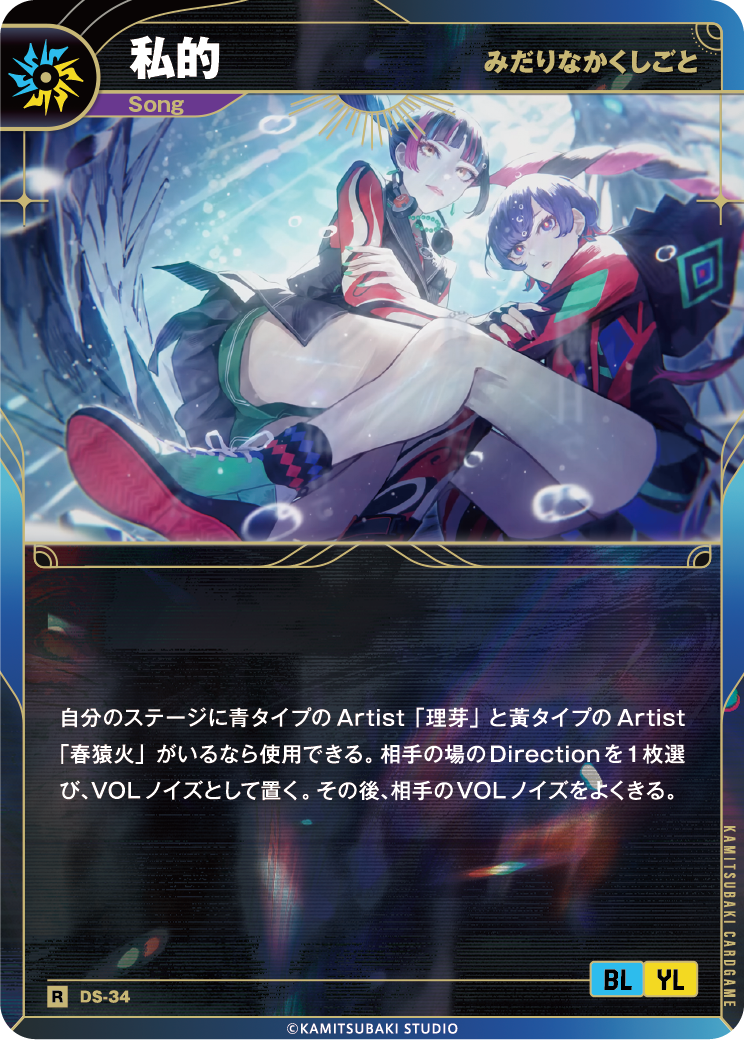 私的
みだりなかくしごと
Song
自分のステージに青タイプのArtist「理芽」と黃タイプのArtist
「春猿火」がいるなら使用できる。相手の場のDirectionを1枚選
び、VOLノイズとして置く。その後、相手のVOLノイズをよくきる。
KAMITSUBAKI CARDGAME
BL YL
R DS-34
©KAMITSUBAKI STUDIO